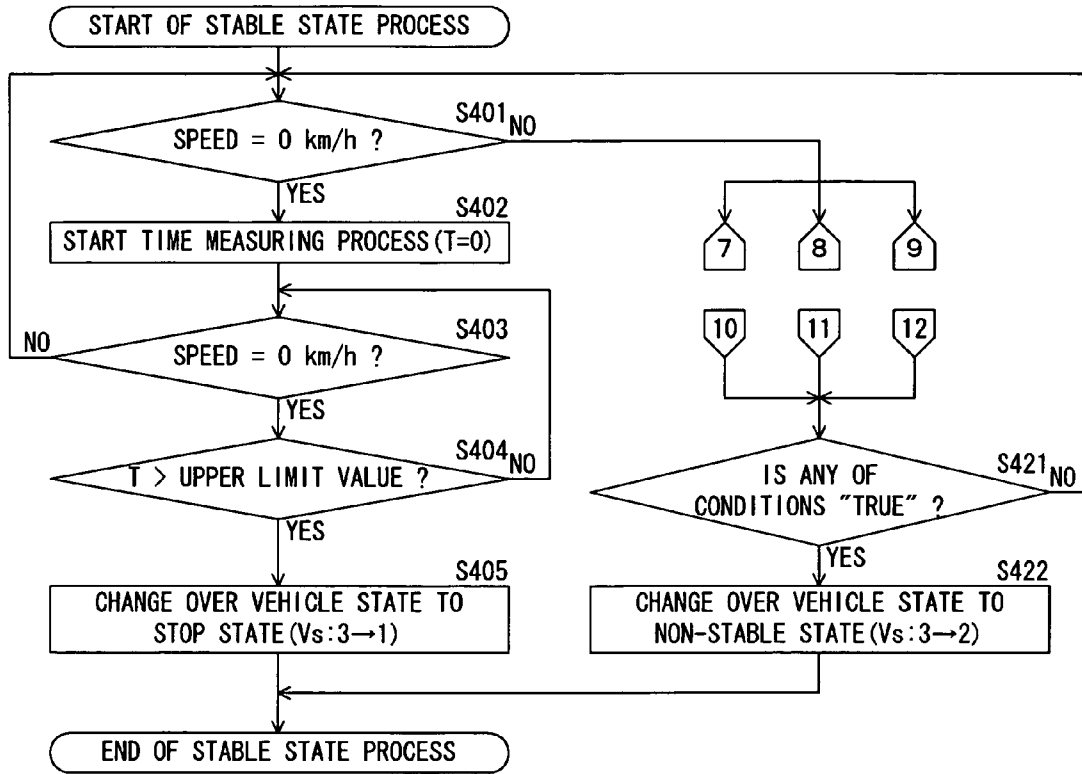 START OF STABLE STATE PROCESS
S401
NO
SPEED = 0 km/h ?
YES
S402
START TIME MEASURING PROCESS(T=0)
7
8
9
10
11
12
S403
NO
SPEED = 0 km/h ?
YES
S404
NO
T > UPPER LIMIT VALUE ?
YES
S421
NO
IS ANY OF
CONDITIONS "TRUE" ?
YES
S405
CHANGE OVER VEHICLE STATE TO
STOP STATE(Vs:3→1)
S422
CHANGE OVER VEHICLE STATE TO
NON-STABLE STATE(Vs:3→2)
END OF STABLE STATE PROCESS